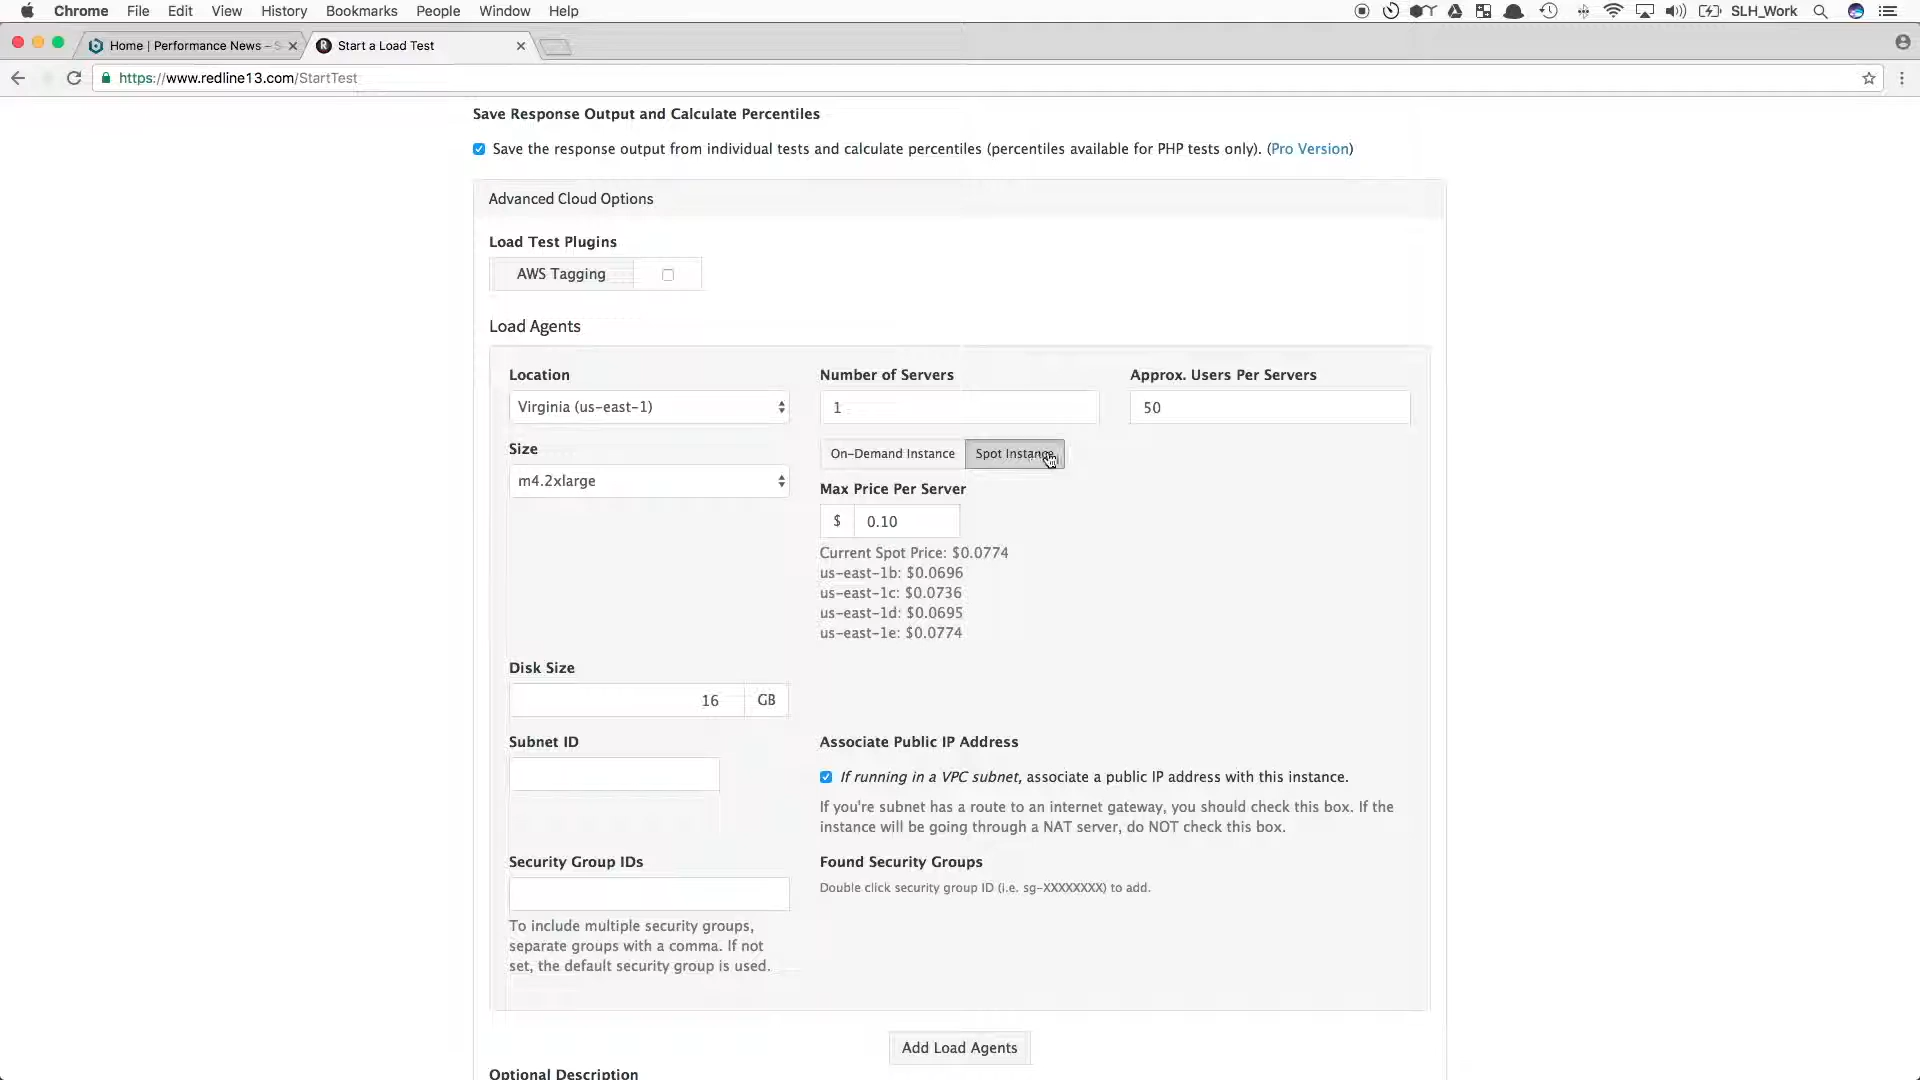 Chrome File Edit View History Bookmarks People Window Help SLH_Work
Home | Performance News – S Start a Load Test
https://www.redline13.com/StartTest
Save Response Output and Calculate Percentiles
Save the response output from individual tests and calculate percentiles (percentiles available for PHP tests only). (Pro Version)
Advanced Cloud Options
Load Test Plugins
AWS Tagging
Load Agents
Location Number of Servers Approx. Users Per Servers
Virginia (us-east-1) 1 50
Size On-Demand Instance Spot Instance
m4.2xlarge
Max Price Per Server
$ 0.10
Current Spot Price: $0.0774
us-east-1b: $0.0696
us-east-1c: $0.0736
us-east-1d: $0.0695
us-east-1e: $0.0774
Disk Size
16 GB
Subnet ID Associate Public IP Address
If running in a VPC subnet, associate a public IP address with this instance.
If you're subnet has a route to an internet gateway, you should check this box. If the
instance will be going through a NAT server, do NOT check this box.
Security Group IDs Found Security Groups
Double click security group ID (i.e. sg-XXXXXXXX) to add.
To include multiple security groups,
separate groups with a comma. If not
set, the default security group is used.
Add Load Agents
Optional Description